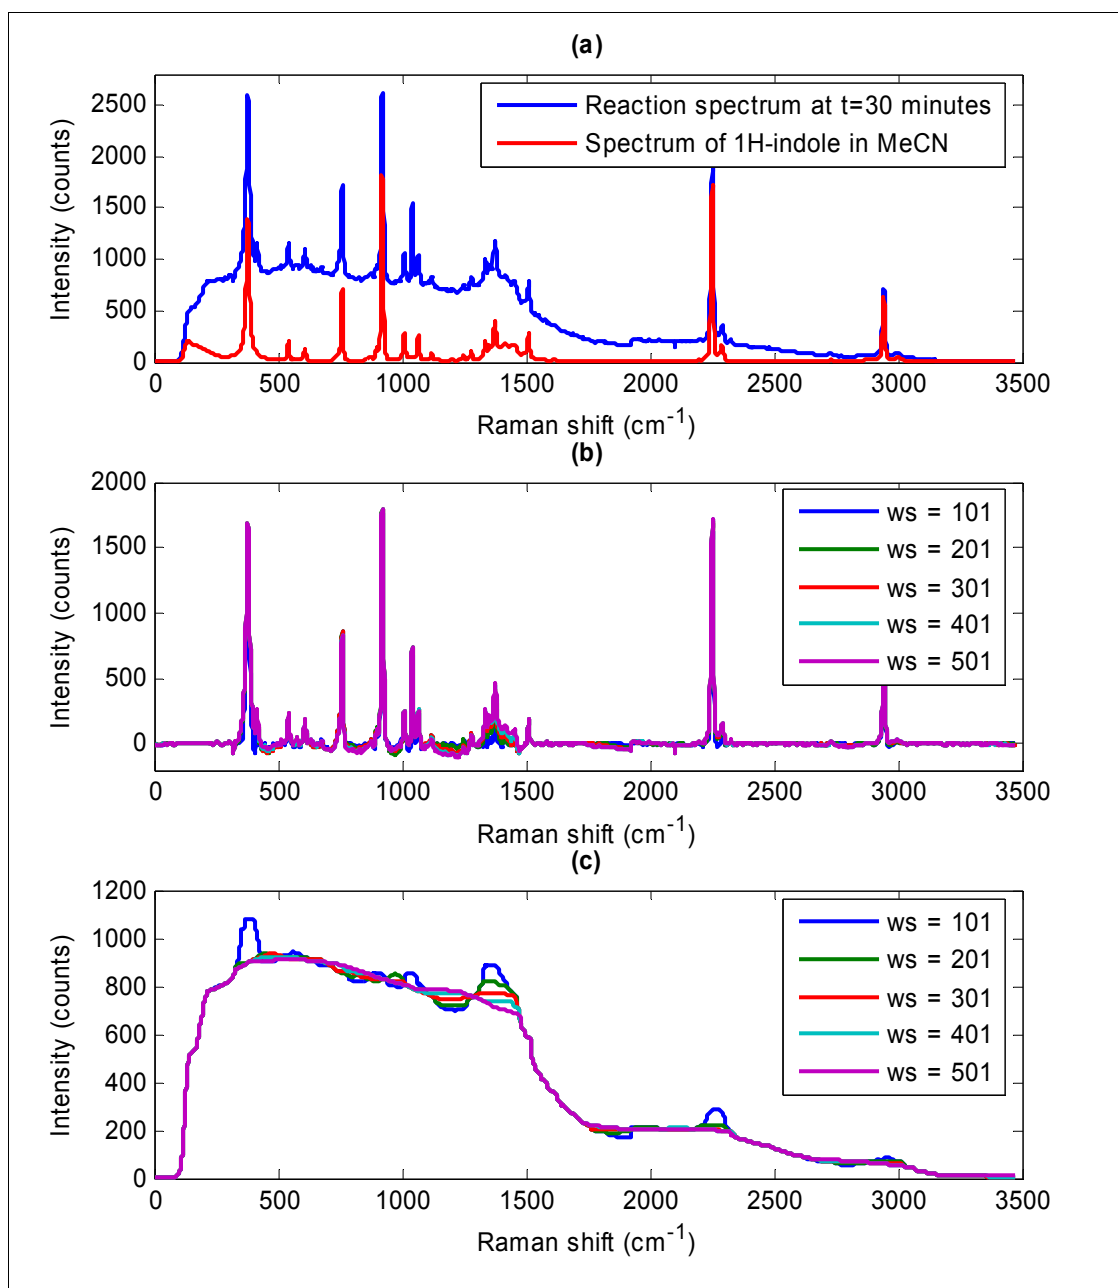 (a)
Intensity (counts)
2500
2000
1500
1000
500
0
Reaction spectrum at t=30 minutes
Spectrum of 1H-indole in MeCN
0 500 1000 1500 2000 2500 3000 3500
Raman shift (cm-1)
(b)
Intensity (counts)
2000
1500
1000
500
0
ws = 101
ws = 201
ws = 301
ws = 401
ws = 501
0 500 1000 1500 2000 2500 3000 3500
Raman shift (cm-1)
(c)
Intensity (counts)
1200
1000
800
600
400
200
0
ws = 101
ws = 201
ws = 301
ws = 401
ws = 501
0 500 1000 1500 2000 2500 3000 3500
Raman shift (cm-1)